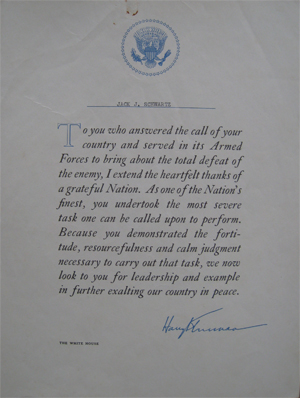 JACK J. SCHWARTZ
To you who answered the call of your
country and served in its Armed
Forces to bring about the total defeat of
the enemy, I extend the heartfelt thanks of
a grateful Nation. As one of the Nation's
finest, you undertook the most severe
task one can be called upon to perform.
Because you demonstrated the forti-
tude, resourcefulness and calm judgment
necessary to carry out that task, we now
look to you for leadership and example
in further exalting our country in peace.
Harry Truman
THE WHITE HOUSE